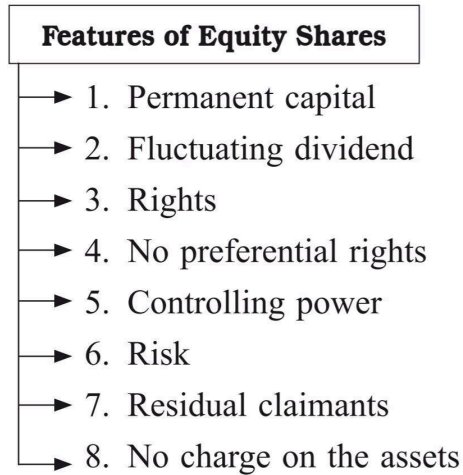 Features of Equity Shares
1. Permanent capital
2. Fluctuating dividend
3. Rights
4. No preferential rights
5. Controlling power
6. Risk
7. Residual claimants
8. No charge on the assets